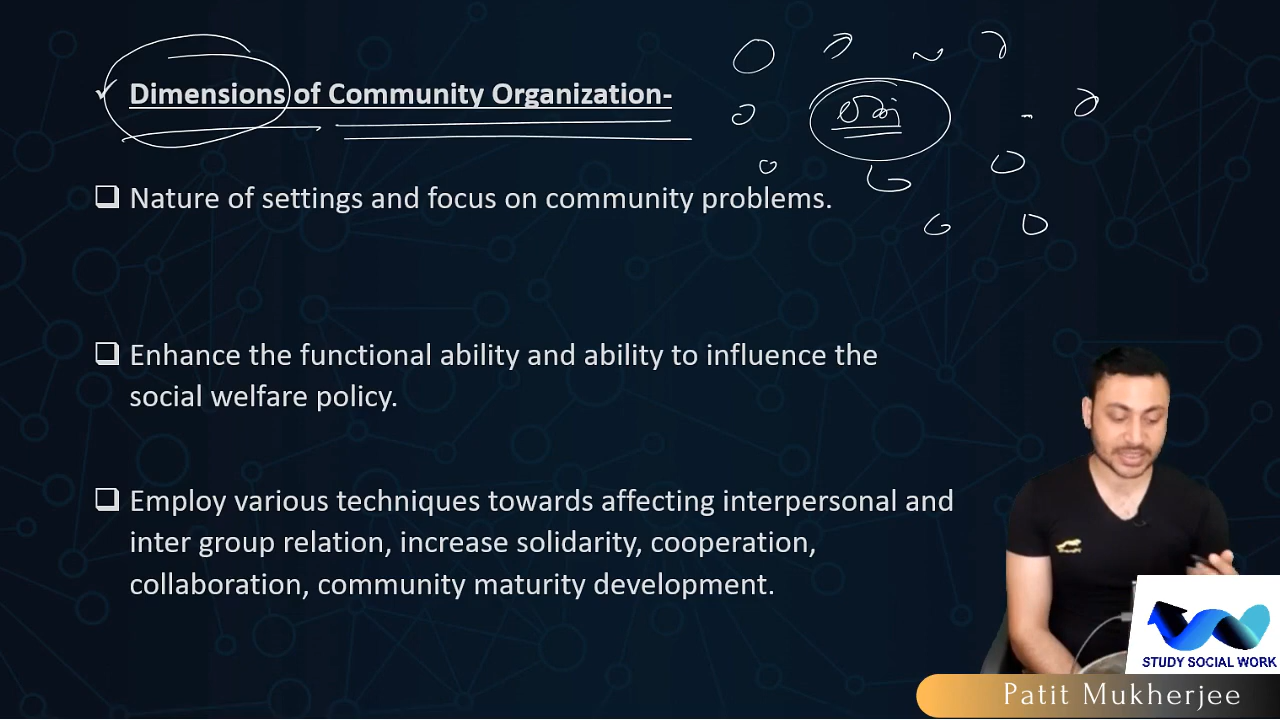 Dimensions of Community Organization-
Nature of settings and focus on community problems.
Enhance the functional ability and ability to influence the
social welfare policy.
Employ various techniques towards affecting interpersonal and
inter group relation, increase solidarity, cooperation,
collaboration, community maturity development.
STUDY SOCIAL WORK
Patit Mukherjee